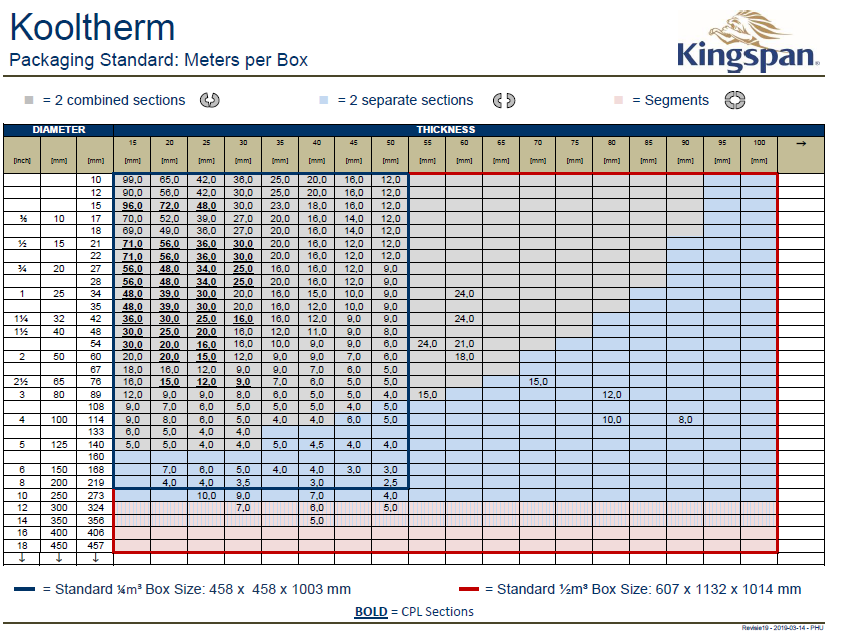 Kooltherm
Packaging Standard: Meters per Box
Kingspan®
= 2 combined sections = 2 separate sections = Segments
DIAMETER THICKNESS
15 20 25 30 35 40 45 50 55 60 65 70 75 80 85 90 95 100 →
[inch] [mm] [mm] [mm] [mm] [mm] [mm] [mm] [mm] [mm] [mm] [mm] [mm] [mm] [mm] [mm] [mm] [mm] [mm] [mm] [mm]
10 99,0 65,0 42,0 36,0 25,0 20,0 16,0 12,0
12 90,0 56,0 42,0 30,0 25,0 20,0 16,0 12,0
15 96,0 72,0 48,0 30,0 23,0 18,0 16,0 12,0
⅜ 10 17 70,0 52,0 39,0 27,0 20,0 16,0 14,0 12,0
18 69,0 49,0 36,0 27,0 20,0 16,0 14,0 12,0
½ 15 21 71,0 56,0 36,0 30,0 20,0 16,0 12,0 12,0
22 71,0 56,0 36,0 30,0 20,0 16,0 12,0 12,0
¾ 20 27 56,0 48,0 34,0 25,0 16,0 16,0 12,0 9,0
28 56,0 48,0 34,0 25,0 20,0 16,0 12,0 9,0
1 25 34 48,0 39,0 30,0 20,0 16,0 15,0 10,0 9,0 24,0
35 48,0 39,0 30,0 20,0 16,0 12,0 10,0 9,0
1¼ 32 42 36,0 30,0 25,0 16,0 16,0 12,0 9,0 9,0 24,0
1½ 40 48 30,0 25,0 20,0 16,0 12,0 11,0 9,0 8,0
54 30,0 20,0 16,0 16,0 10,0 9,0 9,0 6,0 24,0 21,0
2 50 60 20,0 20,0 15,0 12,0 9,0 9,0 7,0 6,0 18,0
67 18,0 16,0 12,0 9,0 9,0 7,0 6,0 5,0
2½ 65 76 16,0 15,0 12,0 9,0 7,0 6,0 5,0 5,0 15,0
3 80 89 12,0 9,0 9,0 8,0 6,0 5,0 5,0 4,0 15,0 12,0
108 9,0 7,0 6,0 5,0 5,0 5,0 4,0 5,0
4 100 114 9,0 8,0 6,0 5,0 4,0 4,0 6,0 5,0 10,0 8,0
133 6,0 5,0 4,0 4,0
5 125 140 5,0 5,0 4,0 4,0 5,0 4,5 4,0 4,0
160
6 150 168 7,0 6,0 5,0 4,0 4,0 3,0 3,0
8 200 219 4,0 4,0 3,5 3,0 2,5
10 250 273 10,0 9,0 7,0 4,0
12 300 324 7,0 6,0 5,0
14 350 356 5,0
16 400 406
18 450 457
↓ ↓ ↓
= Standard ¼m³ Box Size: 458 x 458 x 1003 mm = Standard ½m³ Box Size: 607 x 1132 x 1014 mm
BOLD = CPL Sections
Revisie19 - 2019-03-14 - PHU